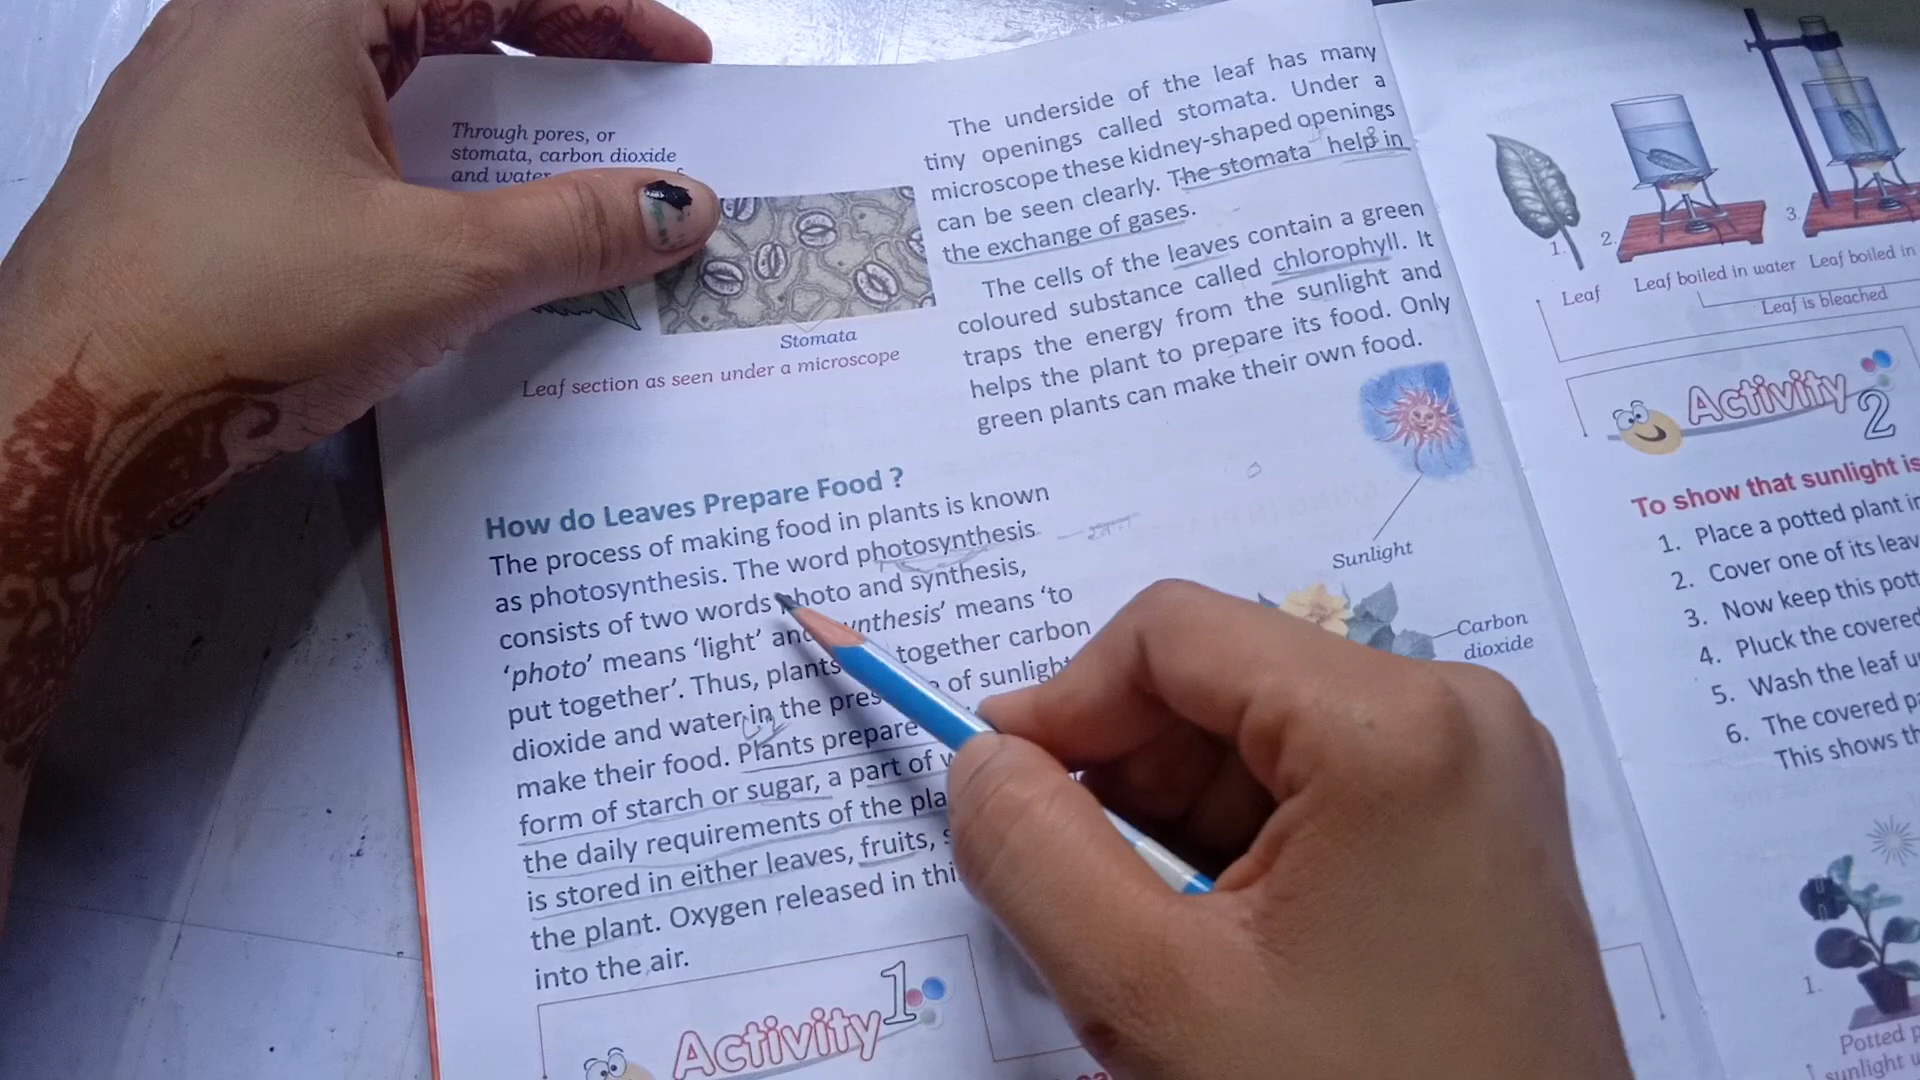 Through pores, or
stomata, carbon dioxide
and water
Stomata
Leaf section as seen under a microscope
The underside of the leaf has many
tiny openings called stomata. Under a
microscope these kidney-shaped openings
can be seen clearly. The stomata help in
the exchange of gases.
The cells of the leaves contain a green
coloured substance called chlorophyll. It
traps the energy from the sunlight and
helps the plant to prepare its food. Only
green plants can make their own food.
How do Leaves Prepare Food ?
The process of making food in plants is known
as photosynthesis. The word photosynthesis
consists of two words photo and synthesis,
'photo' means 'light' and synthesis' means 'to
put together'. Thus, plants together carbon
dioxide and water in the of sunlight
make their food. Plants prepare
form of starch or sugar, a part of
the daily requirements of the
is stored in either leaves, fruits,
the plant. Oxygen released in
into the air.
Activity 1
Sunlight
Carbon
dioxide
1.
2.
3.
Leaf
Leaf boiled in water
Leaf boiled in
Leaf is bleached
Activity 2
To show that sunlight is
1. Place a potted plant
2. Cover one of its
3. Now keep this
4. Pluck the covered
5. Wash the leaf
6. The covered
This shows
1.
Potted
sunlight